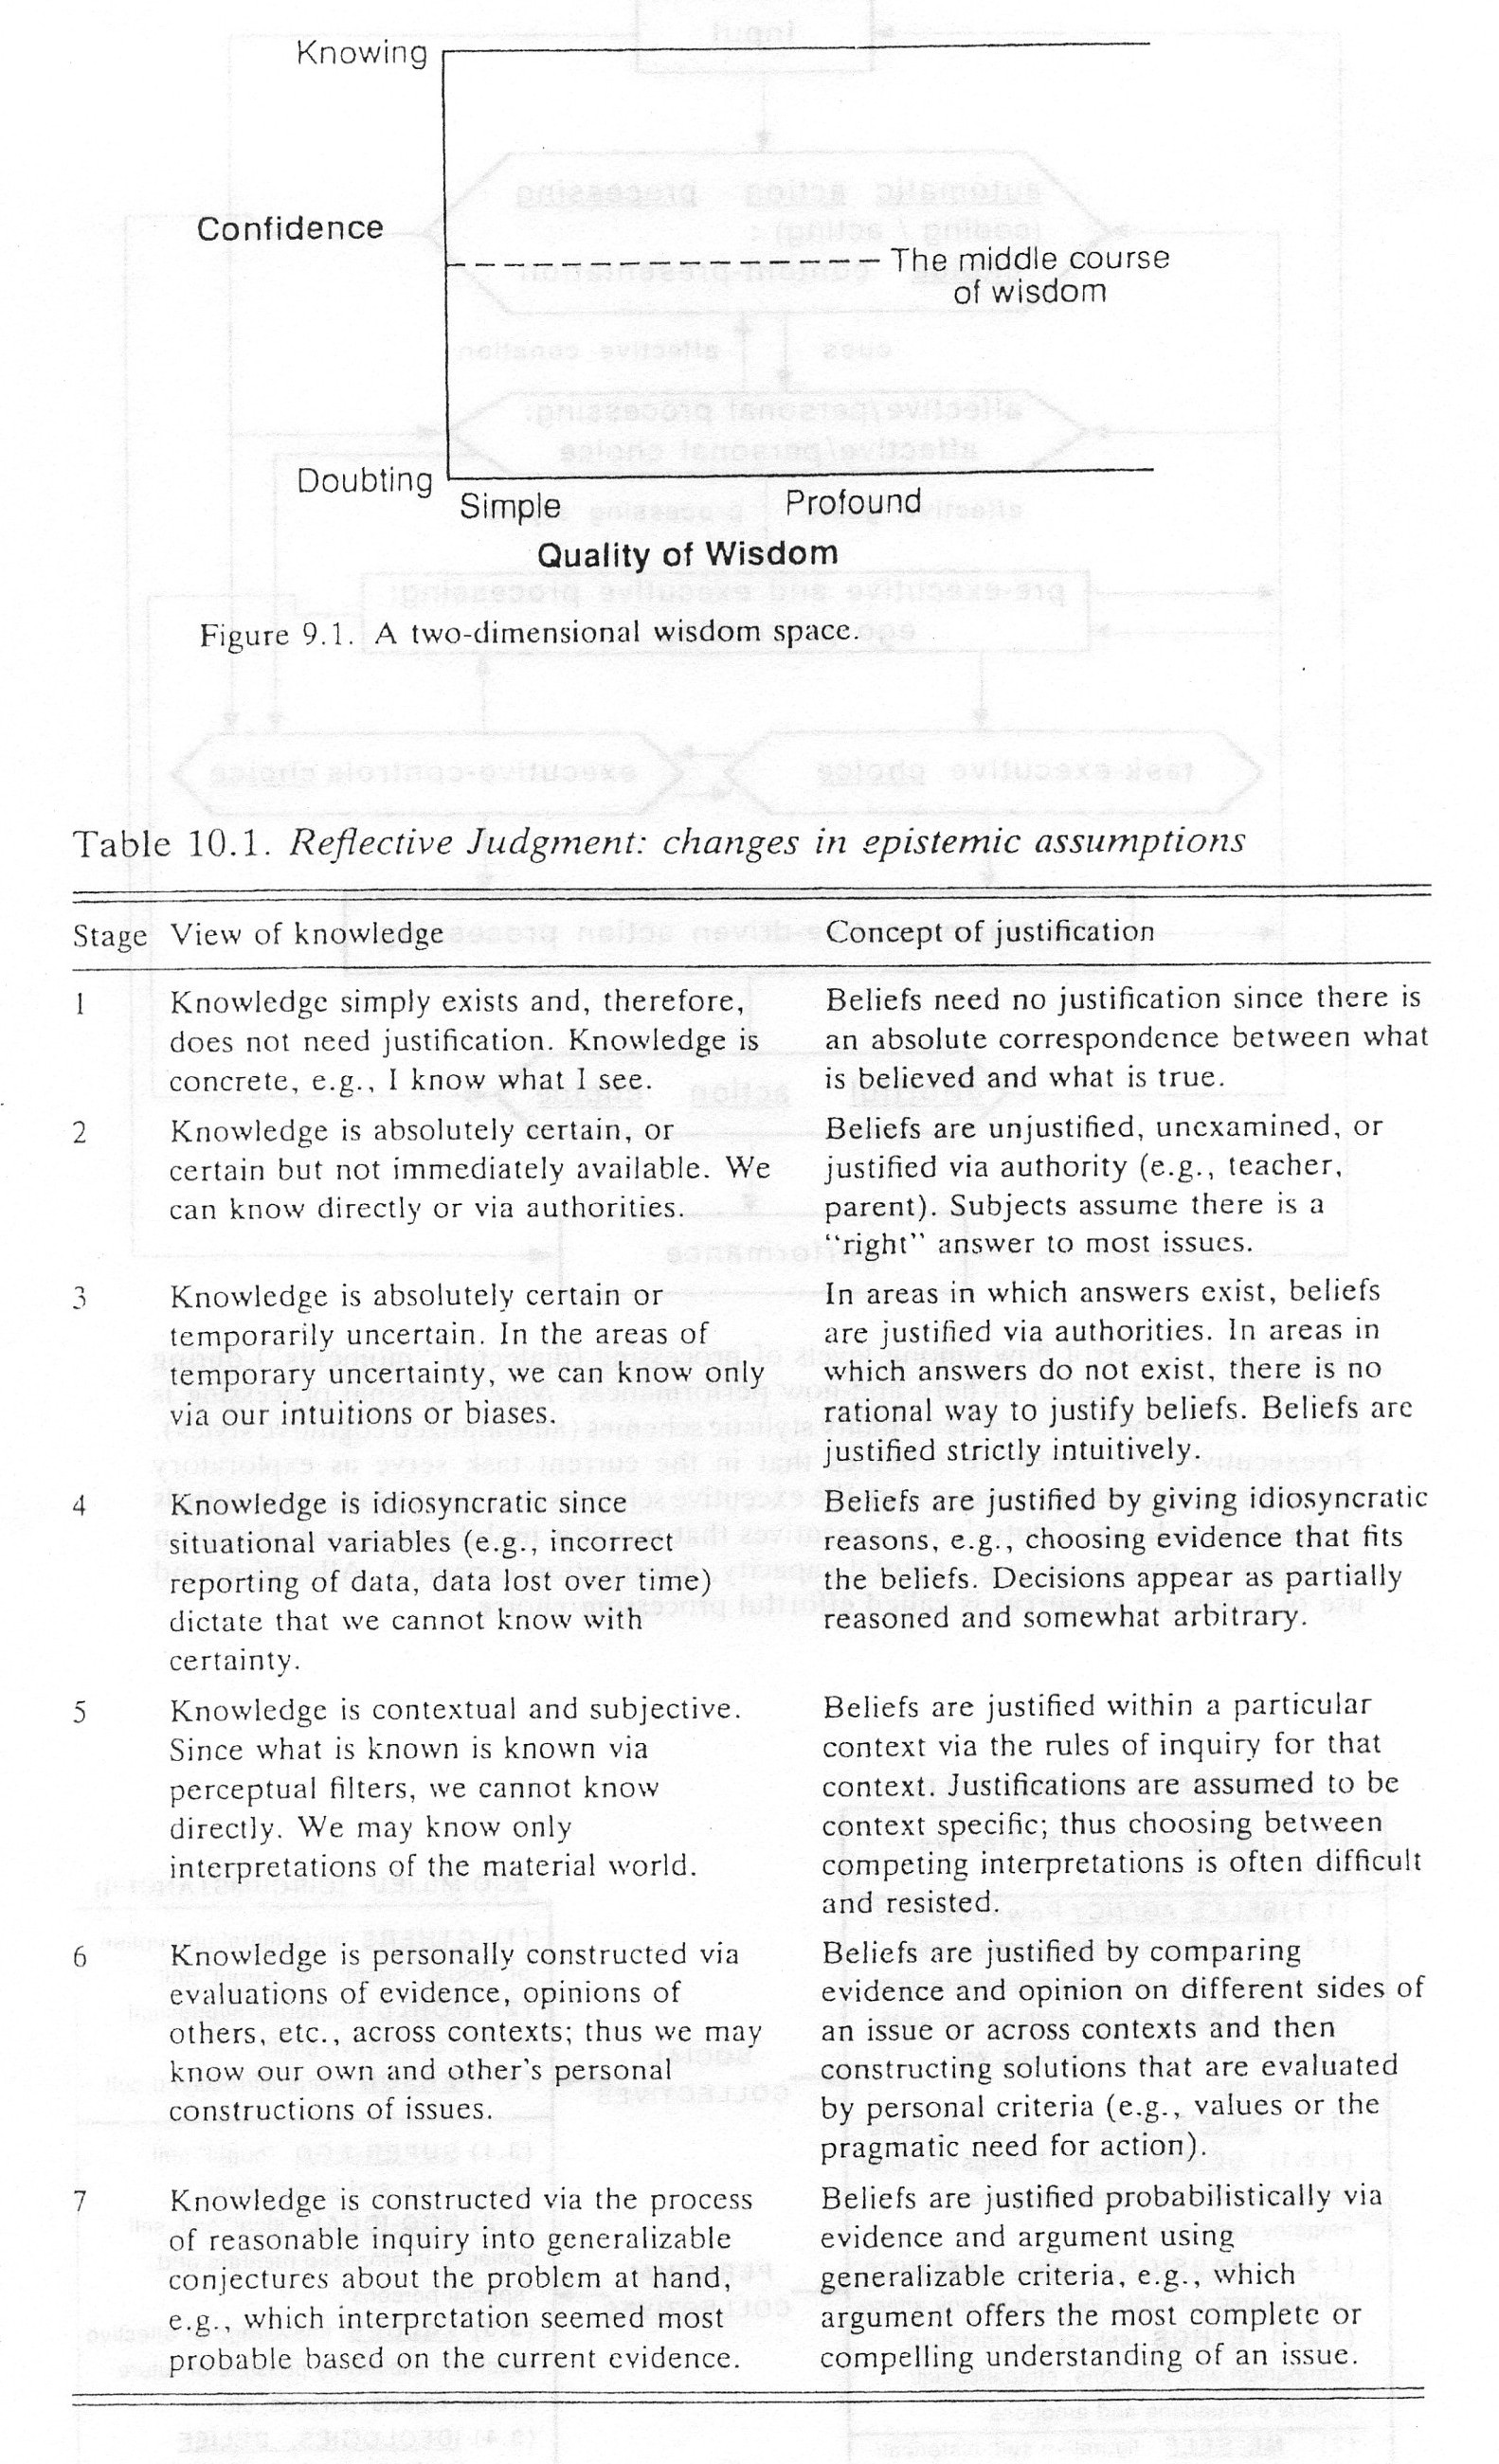 Knowing
Confidence
The middle course
of wisdom
Doubting
Simple
Profound
Quality of Wisdom
Figure 9.1. A two-dimensional wisdom space.
Table 10.1. Reflective Judgment: changes in epistemic assumptions
Stage View of knowledge Concept of justification
1
Knowledge simply exists and, therefore,
does not need justification. Knowledge is
concrete, e.g., I know what I see.
Beliefs need no justification since there is
an absolute correspondence between what
is believed and what is true.
2
Knowledge is absolutely certain, or
certain but not immediately available. We
can know directly or via authorities.
Beliefs are unjustified, unexamined, or
justified via authority (e.g., teacher,
parent). Subjects assume there is a
“right” answer to most issues.
3
Knowledge is absolutely certain or
temporarily uncertain. In the areas of
temporary uncertainty, we can know only
via our intuitions or biases.
In areas in which answers exist, beliefs
are justified via authorities. In areas in
which answers do not exist, there is no
rational way to justify beliefs. Beliefs are
justified strictly intuitively.
4
Knowledge is idiosyncratic since
situational variables (e.g., incorrect
reporting of data, data lost over time)
dictate that we cannot know with
certainty.
Beliefs are justified by giving idiosyncratic
reasons, e.g., choosing evidence that fits
the beliefs. Decisions appear as partially
reasoned and somewhat arbitrary.
5
Knowledge is contextual and subjective.
Since what is known is known via
perceptual filters, we cannot know
directly. We may know only
interpretations of the material world.
Beliefs are justified within a particular
context via the rules of inquiry for that
context. Justifications are assumed to be
context specific; thus choosing between
competing interpretations is often difficult
and resisted.
6
Knowledge is personally constructed via
evaluations of evidence, opinions of
others, etc., across contexts; thus we may
know our own and other's personal
constructions of issues.
Beliefs are justified by comparing
evidence and opinion on different sides of
an issue or across contexts and then
constructing solutions that are evaluated
by personal criteria (e.g., values or the
pragmatic need for action).
7
Knowledge is constructed via the process
of reasonable inquiry into generalizable
conjectures about the problem at hand,
e.g., which interpretation seemed most
probable based on the current evidence.
Beliefs are justified probabilistically via
evidence and argument using
generalizable criteria, e.g., which
argument offers the most complete or
compelling understanding of an issue.